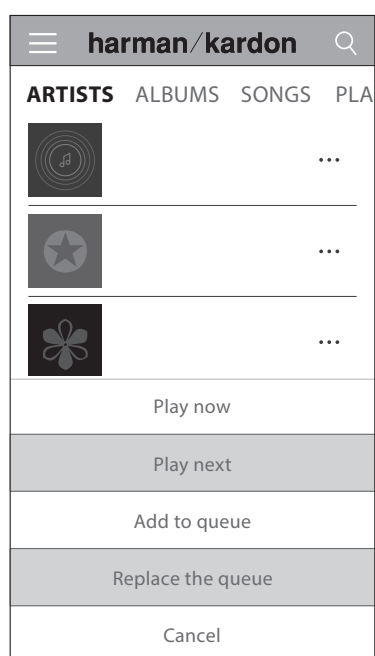 harman/kardon
ARTISTS ALBUMS SONGS PLA
...
...
...
Play now
Play next
Add to queue
Replace the queue
Cancel